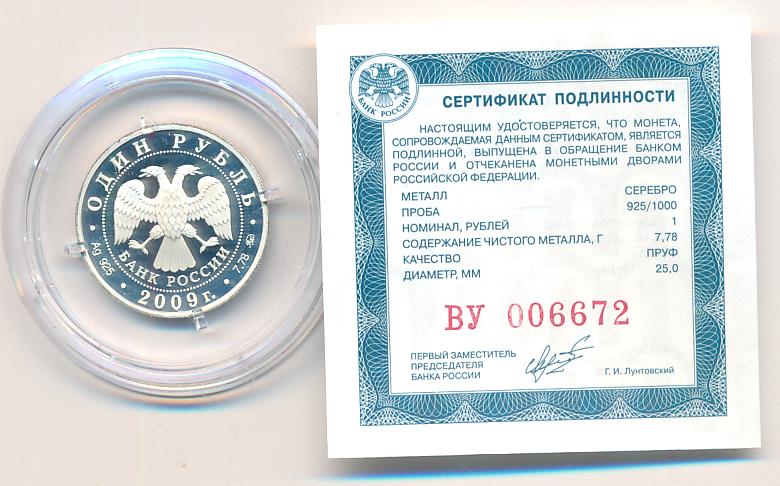 ОДИН РУБЛЬ
Ag 925
БАНК РОССИИ
7,78
2009 г.
БАНК РОССИИ
СЕРТИФИКАТ ПОДЛИННОСТИ
НАСТОЯЩИМ УДОСТОВЕРЯЕТСЯ, ЧТО МОНЕТА,
СОПРОВОЖДАЕМАЯ ДАННЫМ СЕРТИФИКАТОМ, ЯВЛЯЕТСЯ
ПОДЛИННОЙ, ВЫПУЩЕНА В ОБРАЩЕНИЕ БАНКОМ
РОССИИ И ОТЧЕКАНЕНА МОНЕТНЫМИ ДВОРАМИ
РОССИЙСКОЙ ФЕДЕРАЦИИ.
МЕТАЛЛ СЕРЕБРО
ПРОБА 925/1000
НОМИНАЛ, РУБЛЕЙ 1
СОДЕРЖАНИЕ ЧИСТОГО МЕТАЛЛА, Г 7,78
КАЧЕСТВО ПРУФ
ДИАМЕТР, ММ 25,0
ВУ 006672
ПЕРВЫЙ ЗАМЕСТИТЕЛЬ
ПРЕДСЕДАТЕЛЯ
БАНКА РОССИИ
Г. И. Лунтовский